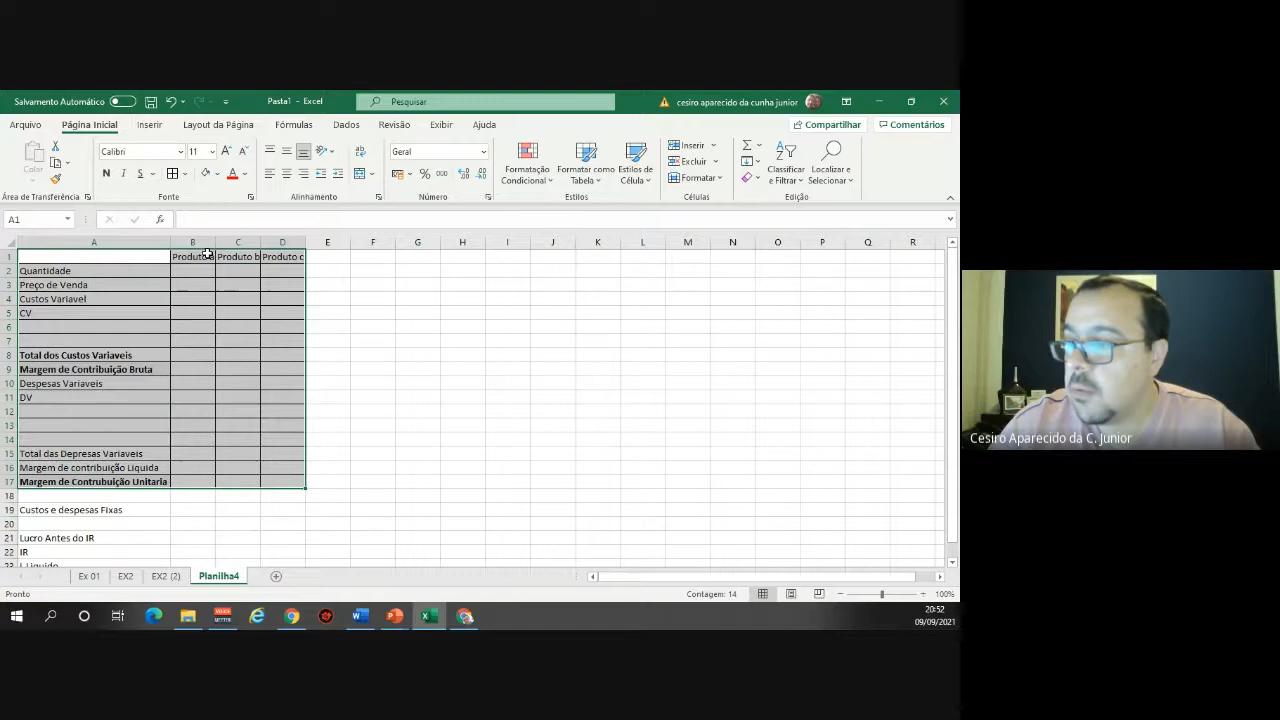 Salvamento Automático
Pasta1 - Excel
Pesquisar
cesiro aparecido da cunha junior
Arquivo Página Inicial Inserir Layout da Página Fórmulas Dados Revisão Exibir Ajuda
Compartilhar Comentários
Colar
Área de Transferência
Calibri 11
N I S
Fonte
Alinhamento
Geral
% 000
Número
Formatação Condicional
Formatar como Tabela
Estilos de Célula
Estilos
Inserir
Excluir
Formatar
Células
Classificar e Filtrar
Localizar e Selecionar
Edição
A1
fx
A B C D E F G H I J K L M N O P Q R
1 Produto a Produto b Produto c
2 Quantidade
3 Preço de Venda
4 Custos Variavel
5 CV
6
7
8 Total dos Custos Variaveis
9 Margem de Contribuição Bruta
10 Despesas Variaveis
11 DV
12
13
14
15 Total das Depresas Variaveis
16 Margem de contribuição Liquida
17 Margem de Contrubuição Unitaria
18
19 Custos e despesas Fixas
20
21 Lucro Antes do IR
22 IR
23 L Liquido
Ex 01 EX2 EX2 (2) Planilha4
Pronto
Contagem: 14
100%
20:52
09/09/2021
Cesiro Aparecido da C. Junior